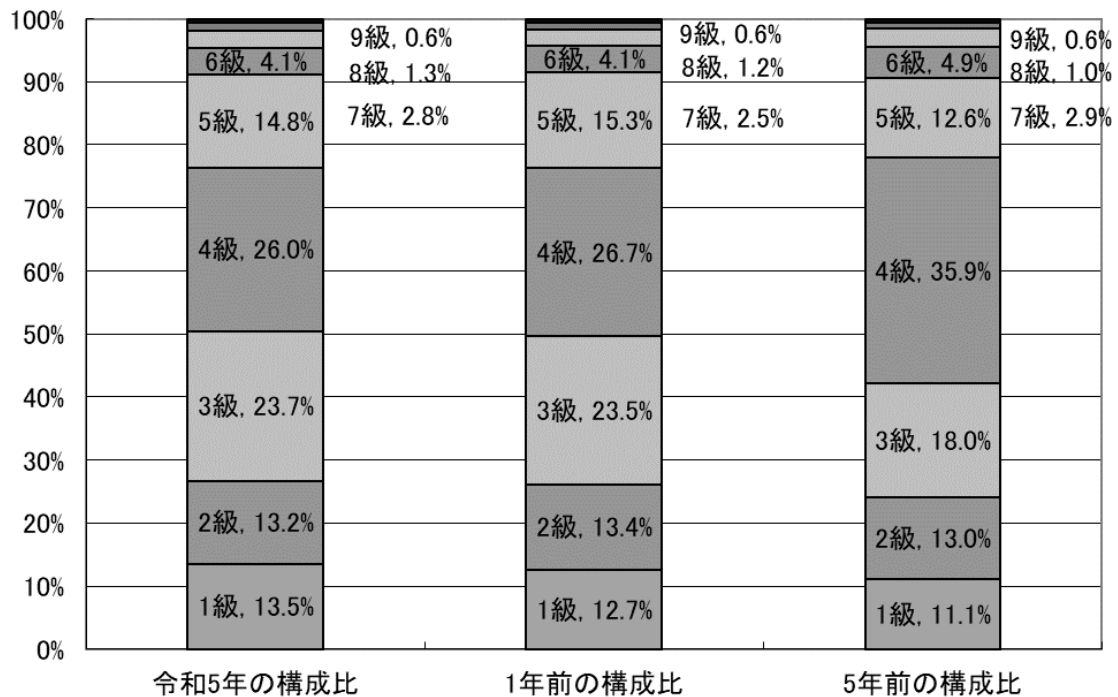 100%
90%
80%
70%
60%
50%
40%
30%
20%
10%
0%
9級, 0.6%
8級, 1.3%
7級, 2.8%
6級, 4.1%
5級, 14.8%
4級, 26.0%
3級, 23.7%
2級, 13.2%
1級, 13.5%
令和5年の構成比
9級, 0.6%
8級, 1.2%
7級, 2.5%
6級, 4.1%
5級, 15.3%
4級, 26.7%
3級, 23.5%
2級, 13.4%
1級, 12.7%
1年前の構成比
9級, 0.6%
8級, 1.0%
7級, 2.9%
6級, 4.9%
5級, 12.6%
4級, 35.9%
3級, 18.0%
2級, 13.0%
1級, 11.1%
5年前の構成比